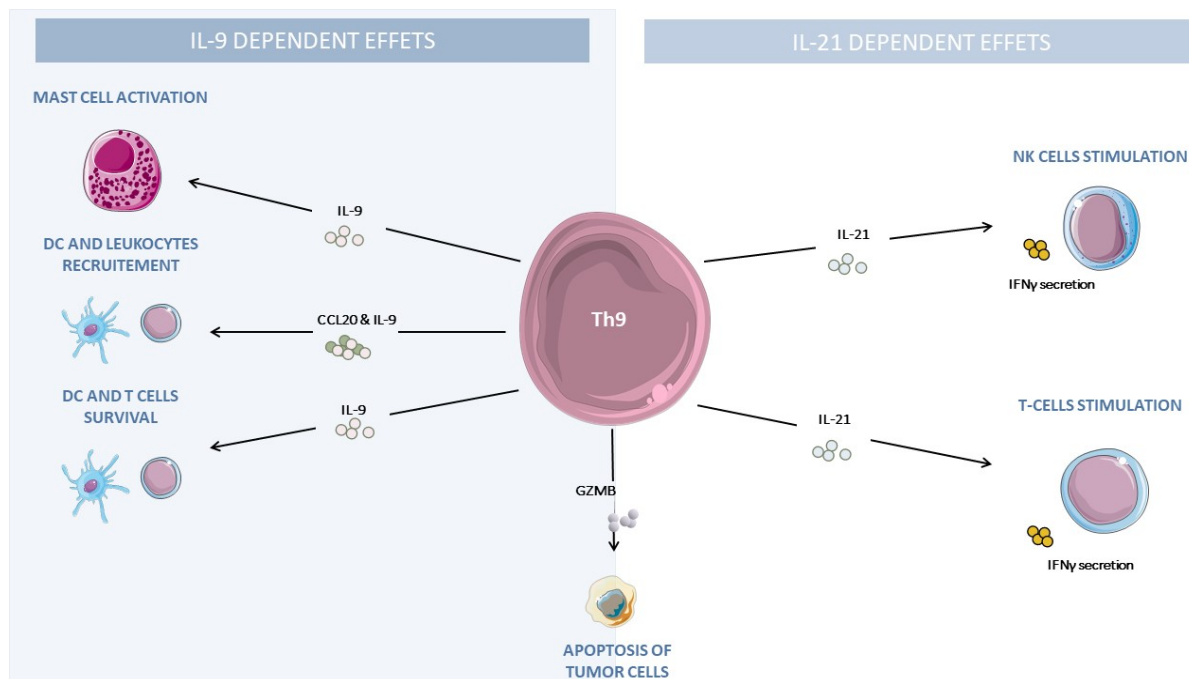 IL-9 DEPENDENT EFFETS
IL-21 DEPENDENT EFFETS
MAST CELL ACTIVATION
IL-9
DC AND LEUKOCYTES
RECRUITEMENT
CCL20 & IL-9
DC AND T CELLS
SURVIVAL
IL-9
Th9
GZMB
APOPTOSIS OF
TUMOR CELLS
NK CELLS STIMULATION
IL-21
IFNγ secretion
T-CELLS STIMULATION
IL-21
IFNγ secretion